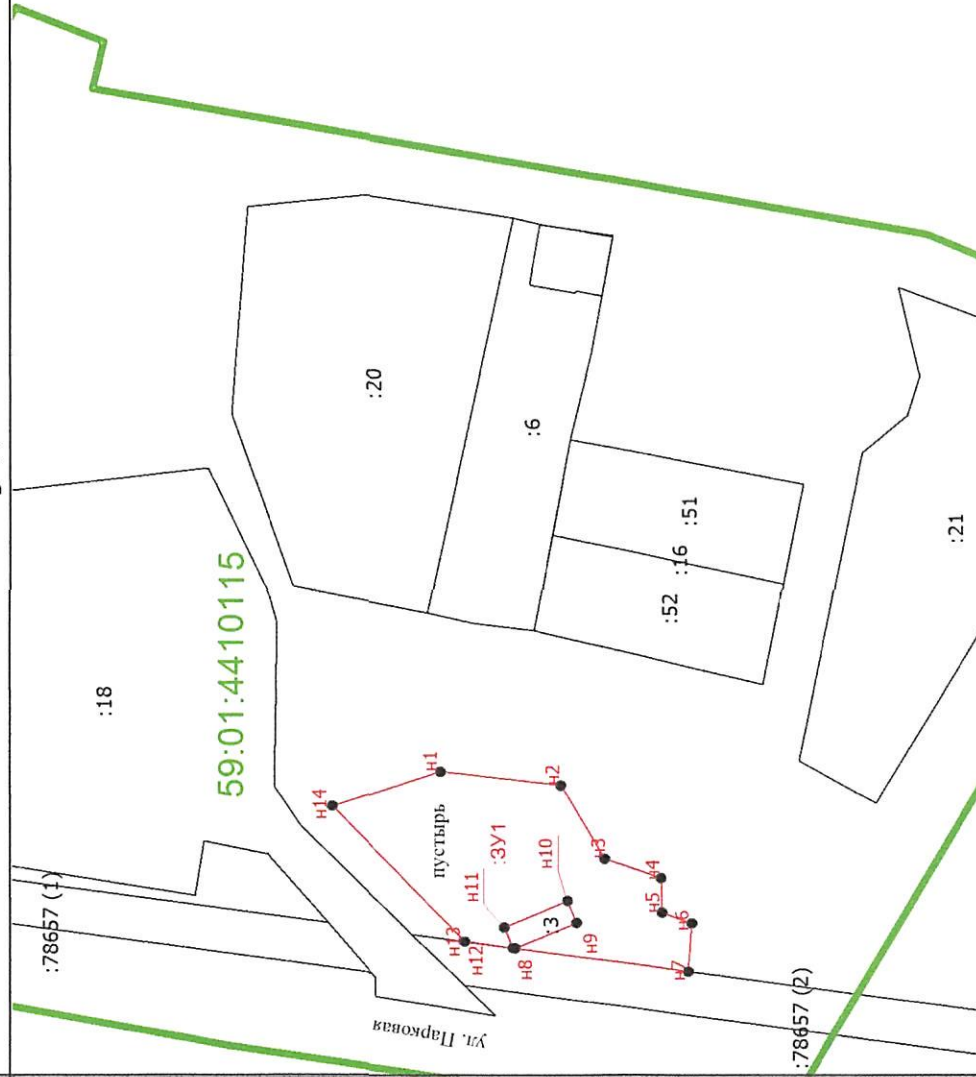 :18
59:01:4410115
:78657 (1)
:20
:6
н14
н1
пустырь
н11
:ЗУ1
н10
н2
н13
н12
н8
:3
н9
н3
н4
н5
н6
н7
:51
:16
:52
:21
:78657 (2)
ул. Парковая